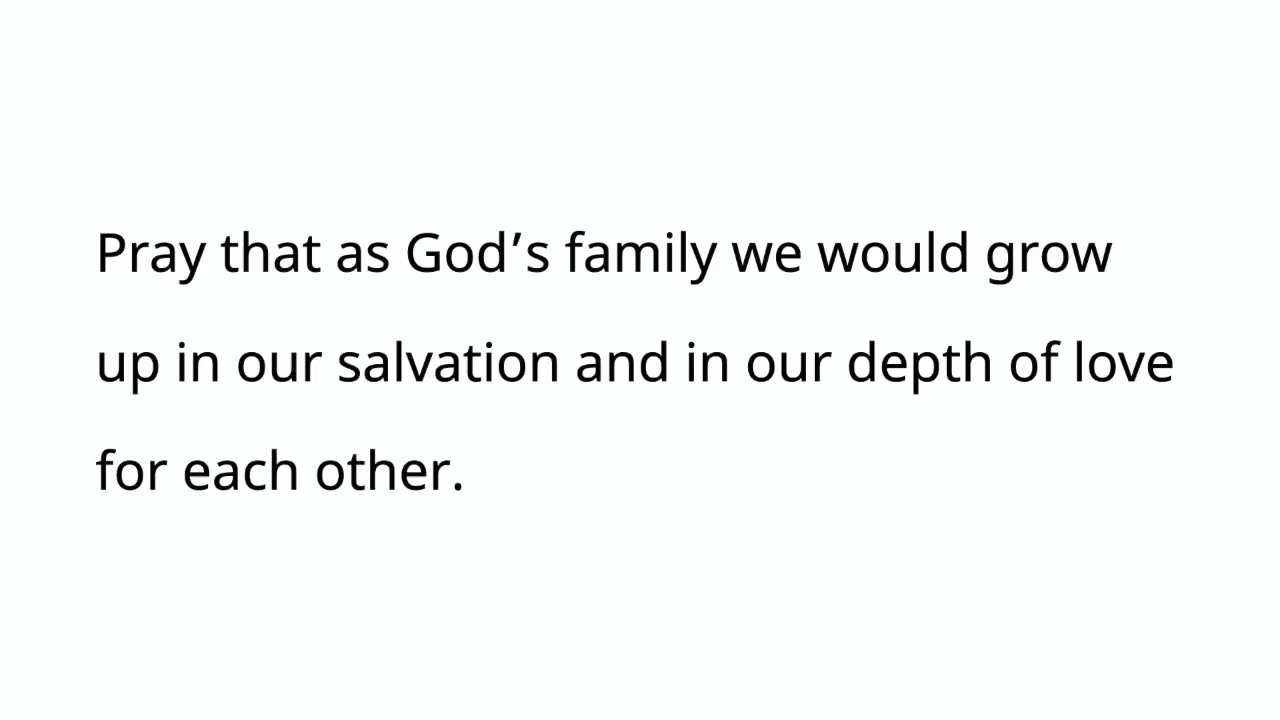 Pray that as God’s family we would grow
up in our salvation and in our depth of love
for each other.